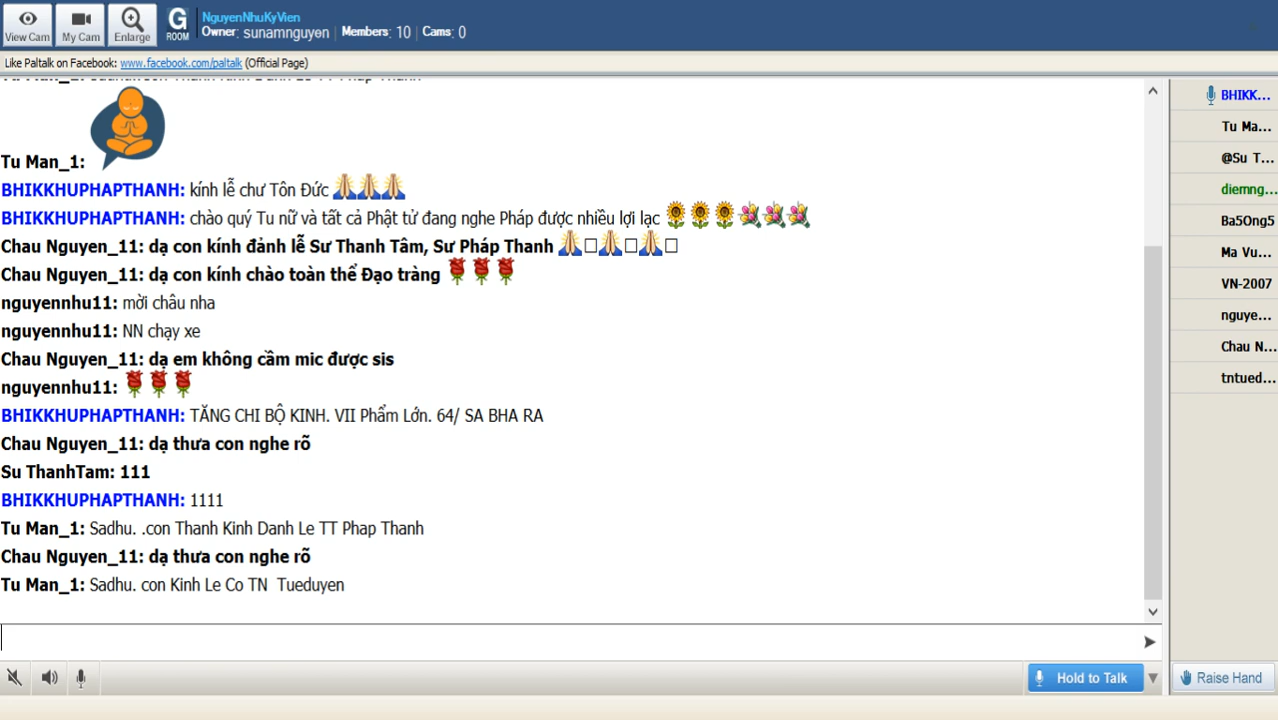 View Cam
My Cam
Enlarge
G
ROOM
NguyenNhuKyVien
Owner: sunamnguyen | Members: 10 | Cams: 0
Like Paltalk on Facebook: www.facebook.com/paltalk (Official Page)
Tu Man_1:
BHIKKHUPHAPTHANH: kính lễ chư Tôn Đức 🙏🙏🙏
BHIKKHUPHAPTHANH: chào quý Tu nữ và tất cả Phật tử đang nghe Pháp được nhiều lợi lạc 🌻🌻🌻💐💐💐
Chau Nguyen_11: dạ con kính đảnh lễ Sư Thanh Tâm, Sư Pháp Thanh 🙏□🙏□🙏□
Chau Nguyen_11: dạ con kính chào toàn thể Đạo tràng 🌹🌹🌹
nguyennhu11: mời châu nha
nguyennhu11: NN chạy xe
Chau Nguyen_11: dạ em không cầm mic được sis
nguyennhu11: 🌹🌹🌹
BHIKKHUPHAPTHANH: TĂNG CHI BỘ KINH. VII Phẩm Lớn. 64/ SA BHA RA
Chau Nguyen_11: dạ thưa con nghe rõ
Su ThanhTam: 111
BHIKKHUPHAPTHANH: 1111
Tu Man_1: Sadhu. .con Thanh Kinh Danh Le TT Phap Thanh
Chau Nguyen_11: dạ thưa con nghe rõ
Tu Man_1: Sadhu. con Kinh Le Co TN Tueduyen
BHIKK...
Tu Ma...
@Su T...
diemng...
Ba5Ong5
Ma Vu...
VN-2007
nguye...
Chau N...
tntued...
Hold to Talk
Raise Hand